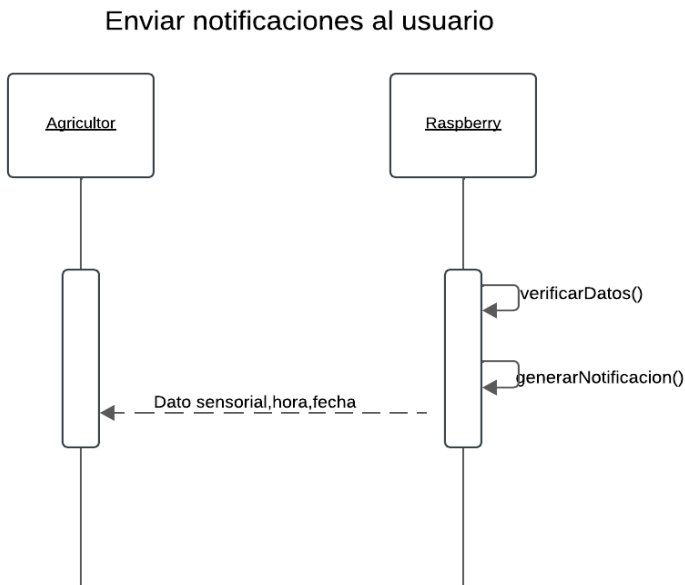 Enviar notificaciones al usuario
Agricultor
Raspberry
verificarDatos()
generarNotificacion()
Dato sensorial,hora,fecha